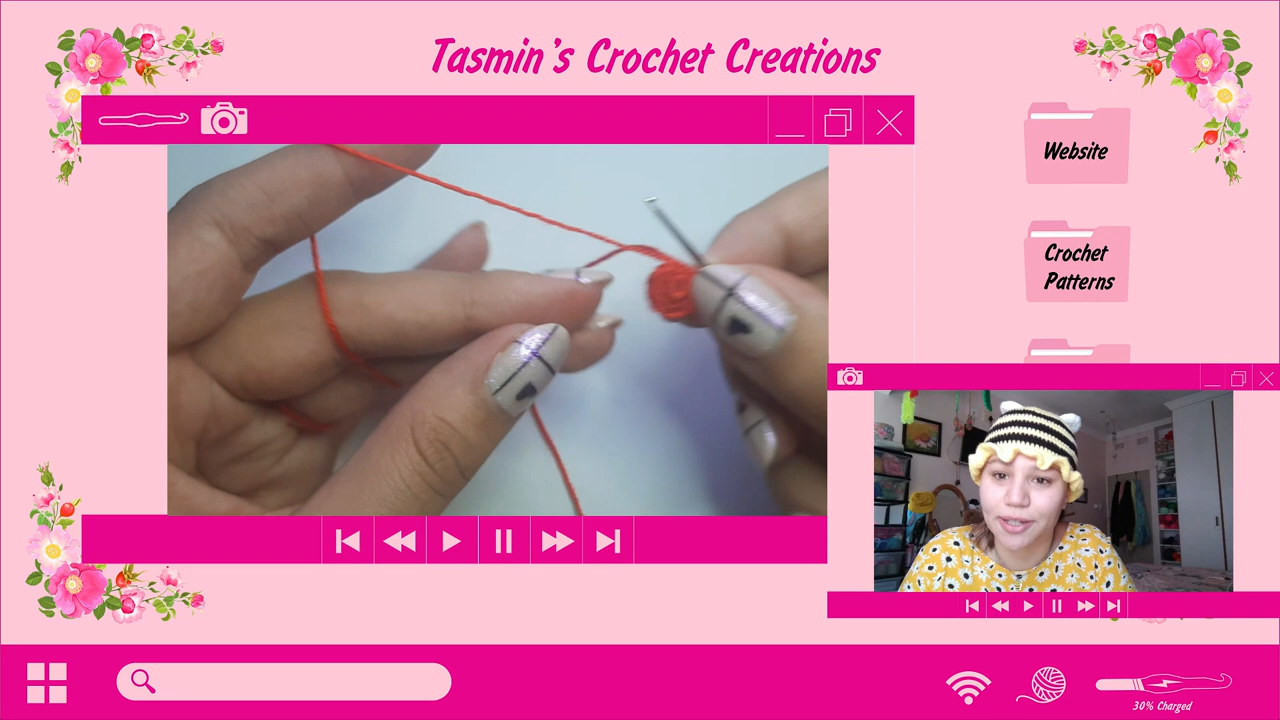 Tasmin's Crochet Creations
Website
Crochet
Patterns
30% Charged